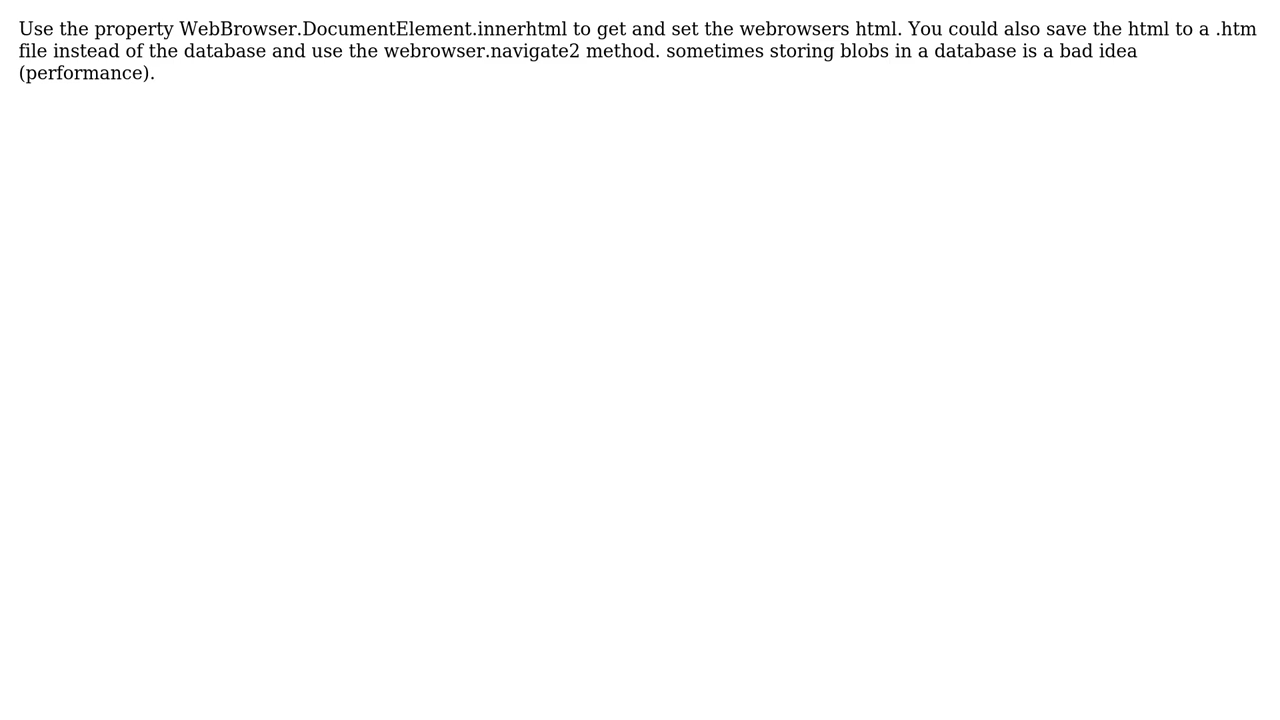 Use the property WebBrowser.DocumentElement.innerhtml to get and set the webrowsers html. You could also save the html to a .htm
file instead of the database and use the webrowser.navigate2 method. sometimes storing blobs in a database is a bad idea
(performance).